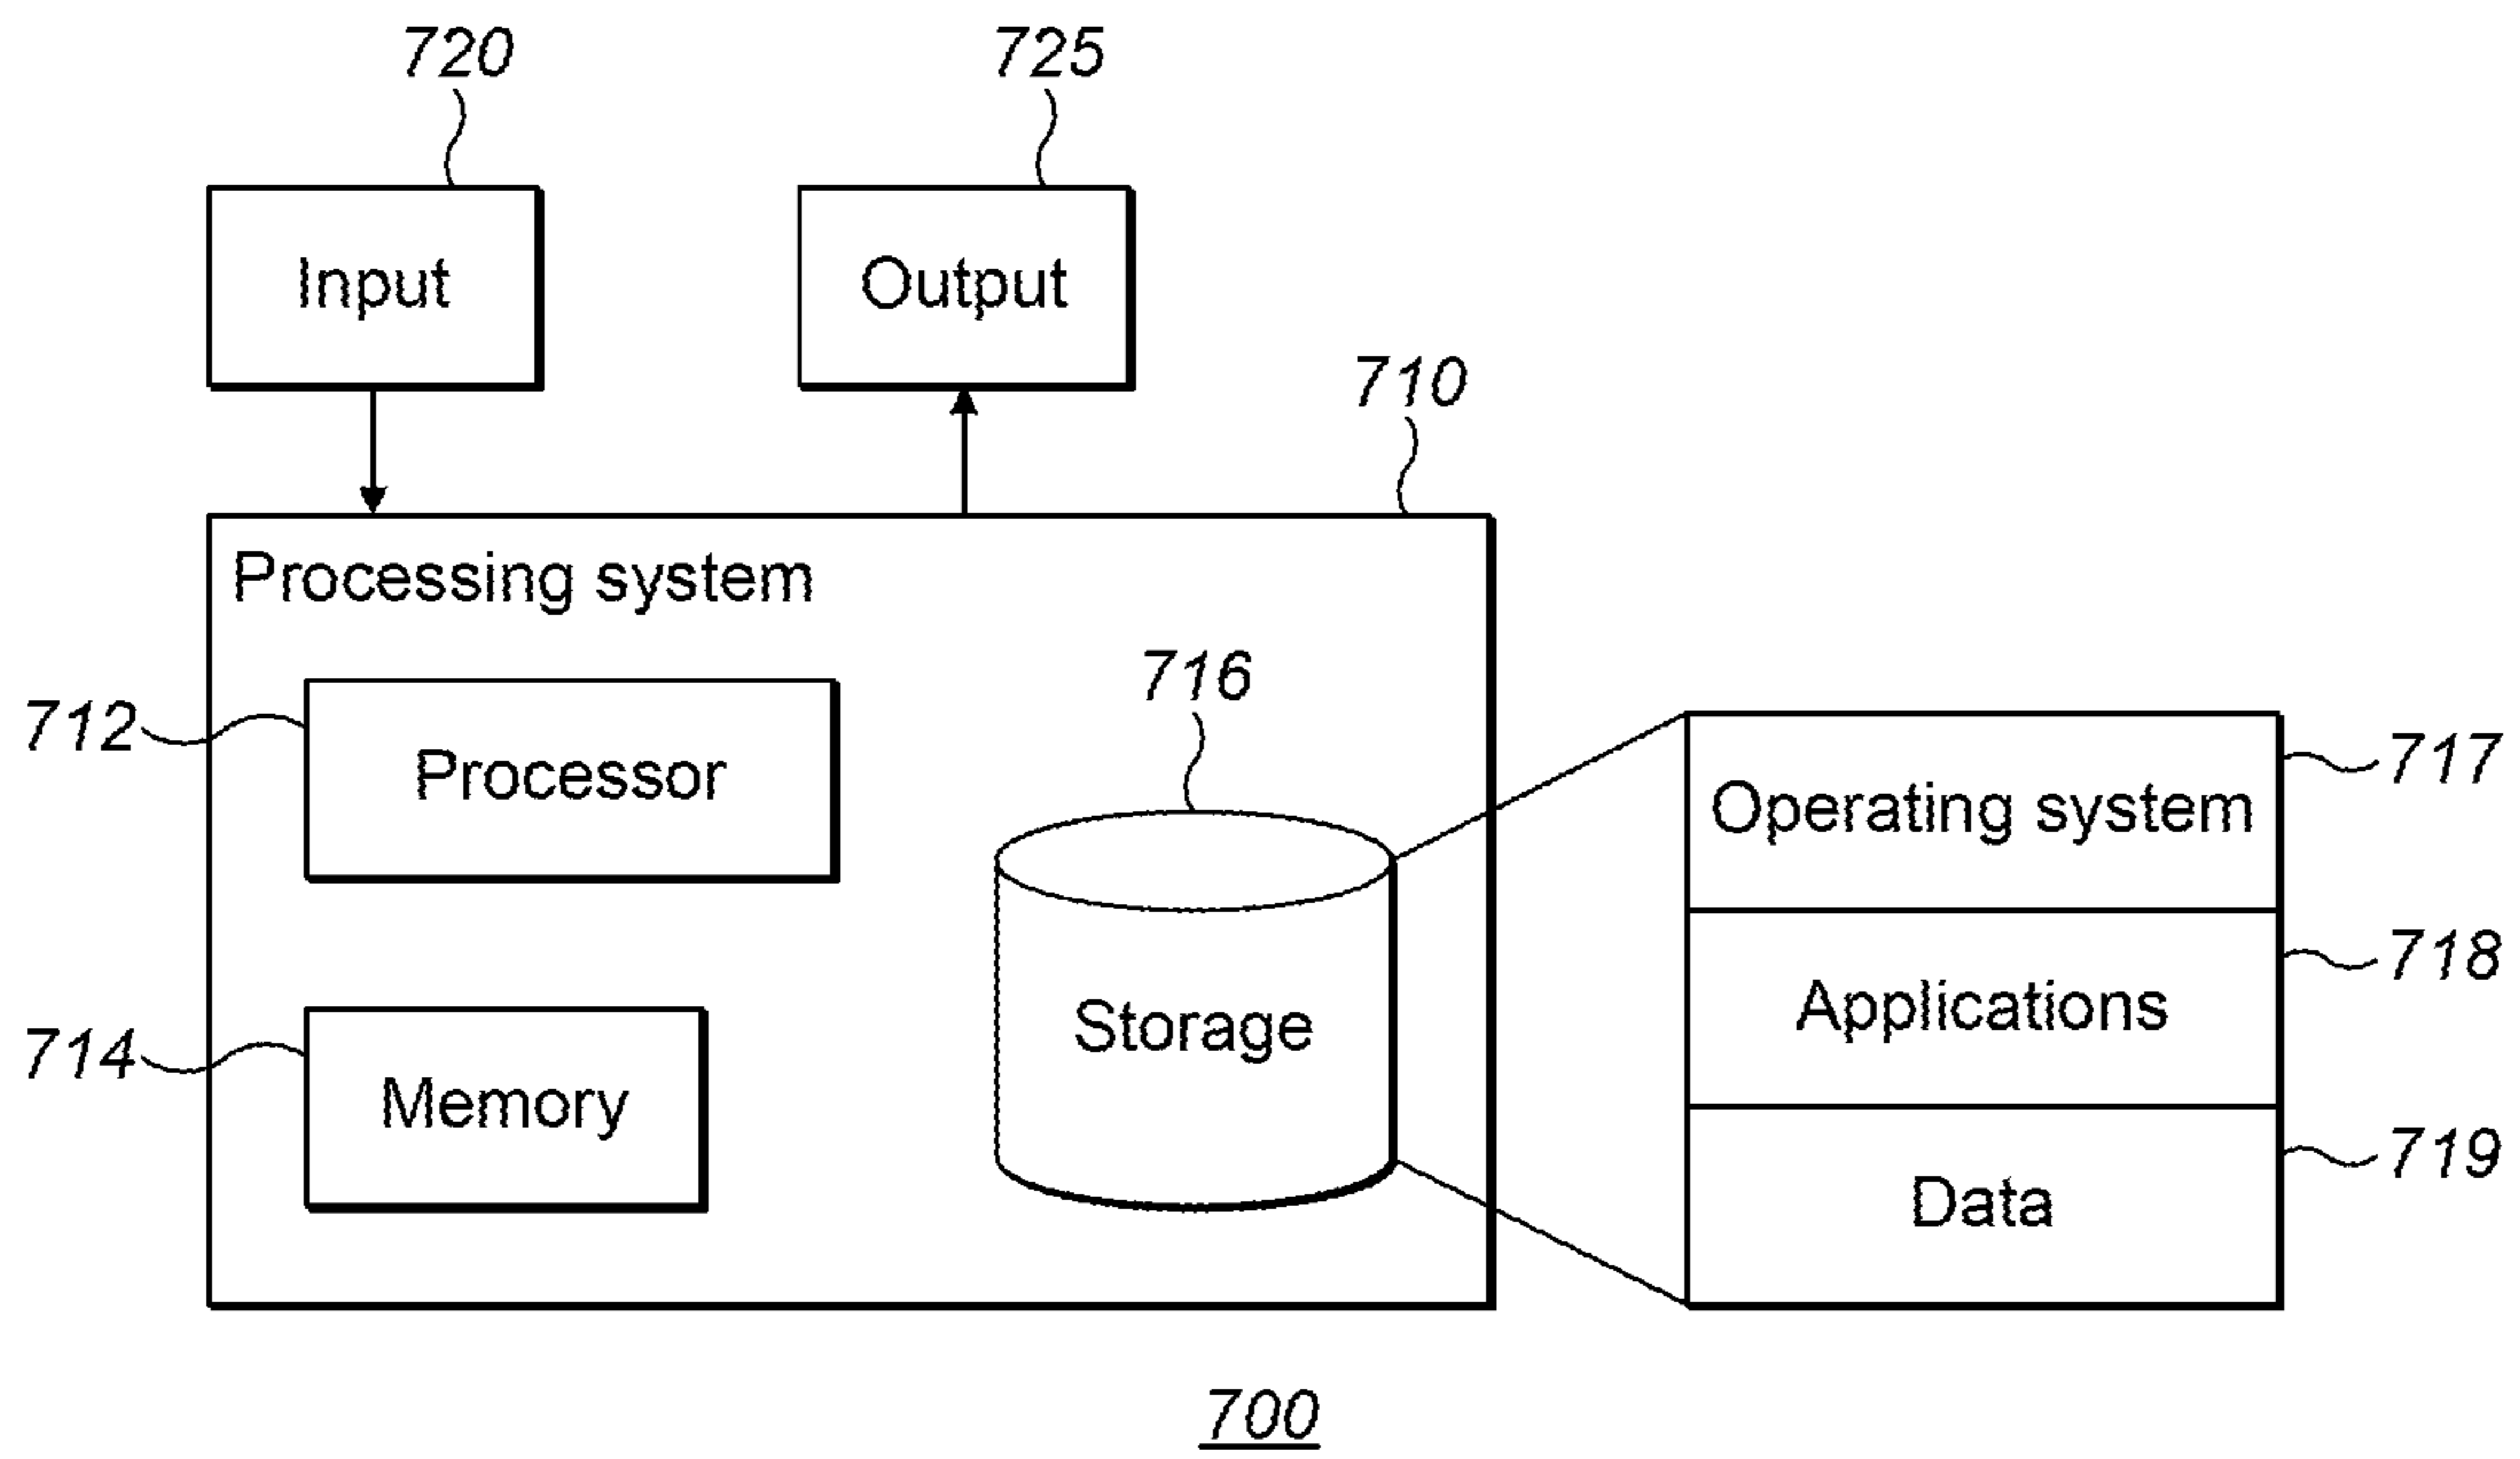 720
725
Input
Output
710
Processing system
716
712
Processor
717
Operating system
718
Applications
Storage
714
Memory
719
Data
700